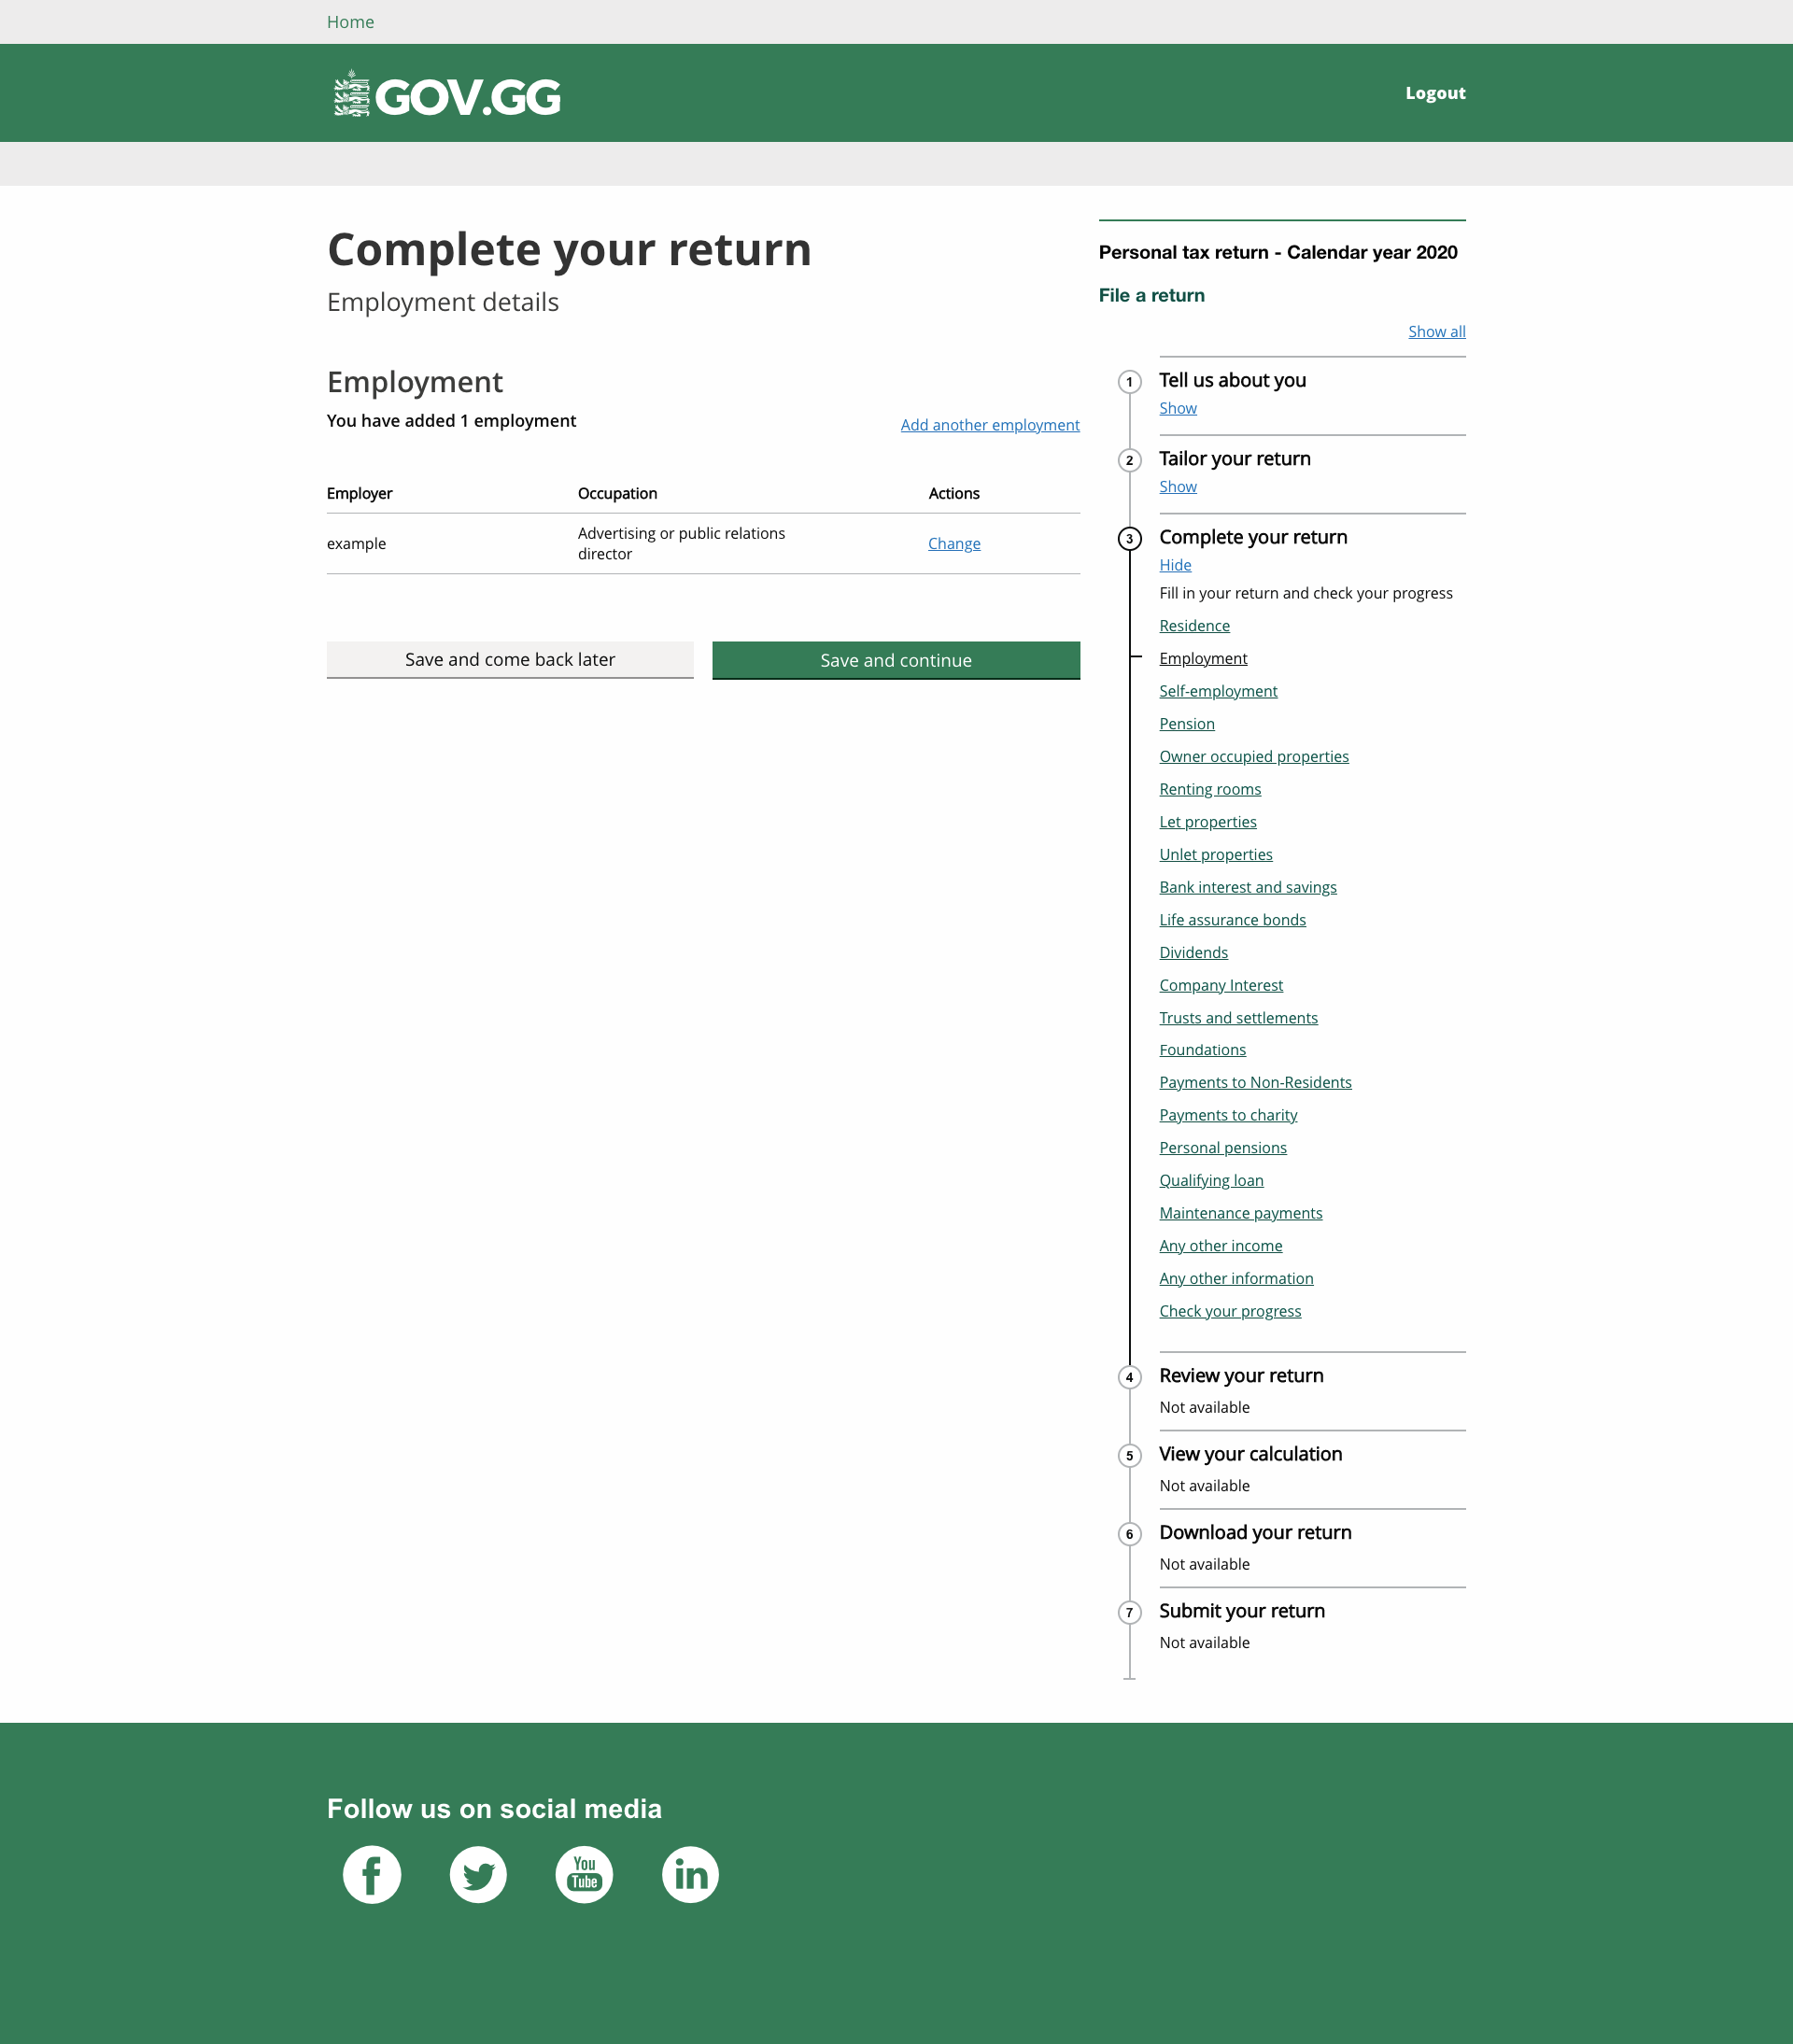 Home
GOV.GG
Logout
Complete your return
Employment details
Employment
You have added 1 employment
Add another employment
Employer Occupation Actions
example Advertising or public relations Change
director
Save and come back later Save and continue
Personal tax return - Calendar year 2020
File a return
Show all
1 Tell us about you
Show
2 Tailor your return
Show
3 Complete your return
Hide
Fill in your return and check your progress
Residence
Employment
Self-employment
Pension
Owner occupied properties
Renting rooms
Let properties
Unlet properties
Bank interest and savings
Life assurance bonds
Dividends
Company Interest
Trusts and settlements
Foundations
Payments to Non-Residents
Payments to charity
Personal pensions
Qualifying loan
Maintenance payments
Any other income
Any other information
Check your progress
4 Review your return
Not available
5 View your calculation
Not available
6 Download your return
Not available
7 Submit your return
Not available
Follow us on social media
f
You
Tube
in